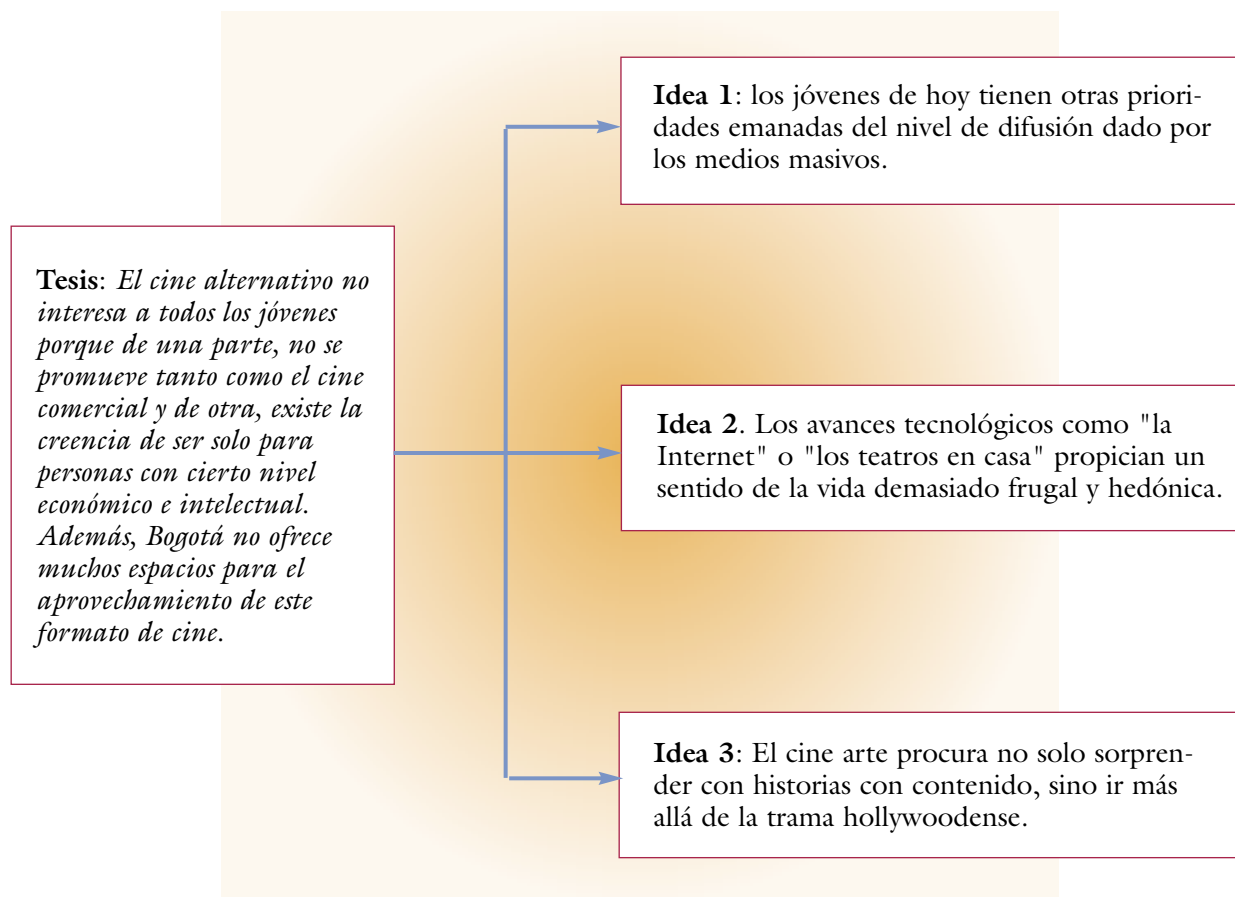 Tesis: El cine alternativo no
interesa a todos los jóvenes
porque de una parte, no se
promueve tanto como el cine
comercial y de otra, existe la
creencia de ser solo para
personas con cierto nivel
económico e intelectual.
Además, Bogotá no ofrece
muchos espacios para el
aprovechamiento de este
formato de cine.
Idea 1: los jóvenes de hoy tienen otras priori-
dades emanadas del nivel de difusión dado por
los medios masivos.
Idea 2. Los avances tecnológicos como "la
Internet" o "los teatros en casa" propician un
sentido de la vida demasiado frugal y hedónica.
Idea 3: El cine arte procura no solo sorpren-
der con historias con contenido, sino ir más
allá de la trama hollywoodense.